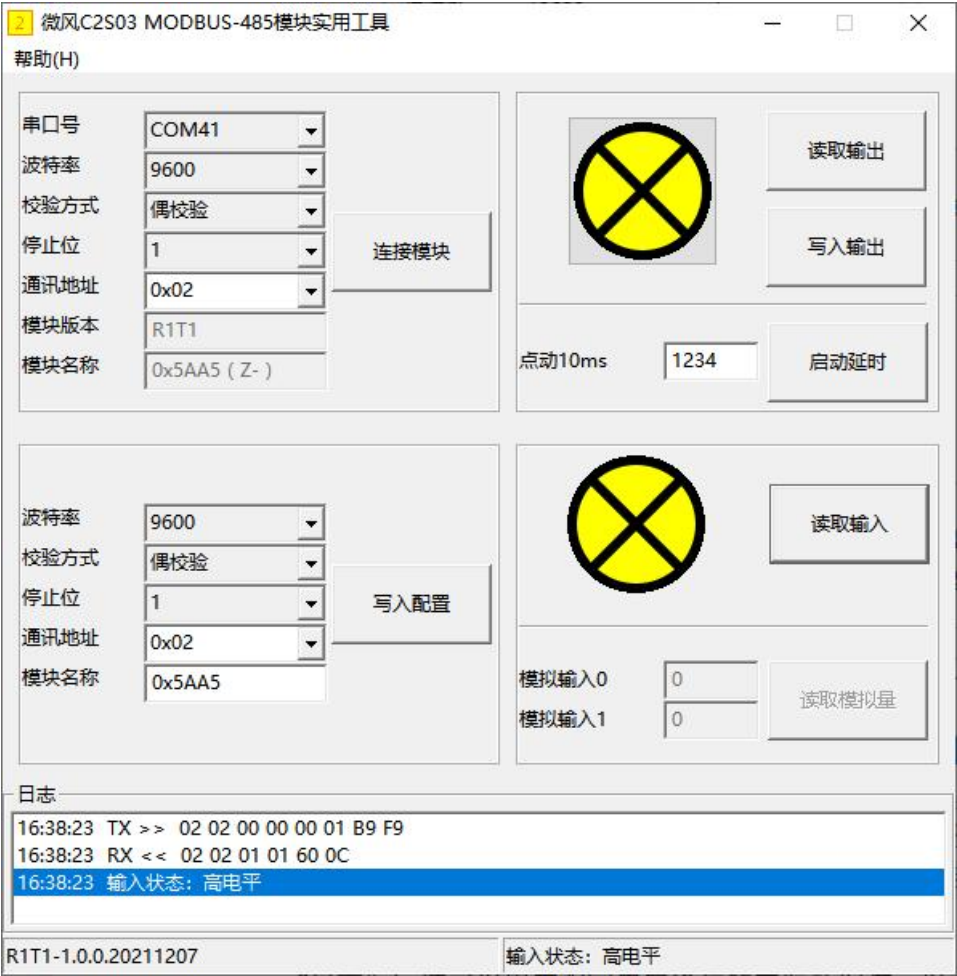 2 微风C2S03 MODBUS-485模块实用工具
帮助(H)
串口号 COM41
波特率 9600
校验方式 偶校验
停止位 1
通讯地址 0x02
模块版本 R1T1
模块名称 0x5AA5 ( Z- )
连接模块
读取输出
写入输出
点动10ms 1234 启动延时
波特率 9600
校验方式 偶校验
停止位 1
通讯地址 0x02
模块名称 0x5AA5
写入配置
读取输入
模拟输入0 0
模拟输入1 0
读取模拟量
日志
16:38:23 TX >> 02 02 00 00 00 01 B9 F9
16:38:23 RX << 02 02 01 01 60 0C
16:38:23 输入状态：高电平
R1T1-1.0.0.20211207 输入状态：高电平